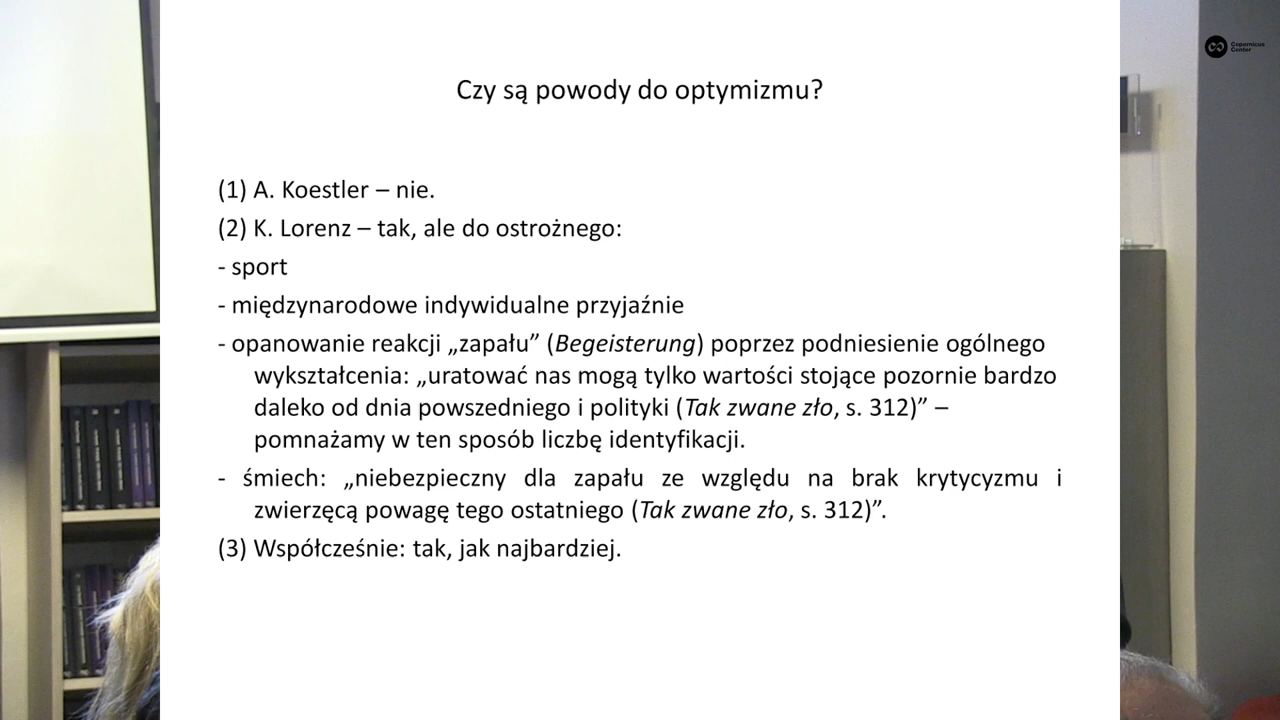 Copernicus
Center
Czy są powody do optymizmu?
(1) A. Koestler – nie.
(2) K. Lorenz – tak, ale do ostrożnego:
- sport
- międzynarodowe indywidualne przyjaźnie
- opanowanie reakcji „zapału” (Begeisterung) poprzez podniesienie ogólnego
wykształcenia: „uratować nas mogą tylko wartości stojące pozornie bardzo
daleko od dnia powszedniego i polityki (Tak zwane zło, s. 312)” –
pomnażamy w ten sposób liczbę identyfikacji.
- śmiech: „niebezpieczny dla zapału ze względu na brak krytycyzmu i
zwierzęcą powagę tego ostatniego (Tak zwane zło, s. 312)”.
(3) Współcześnie: tak, jak najbardziej.